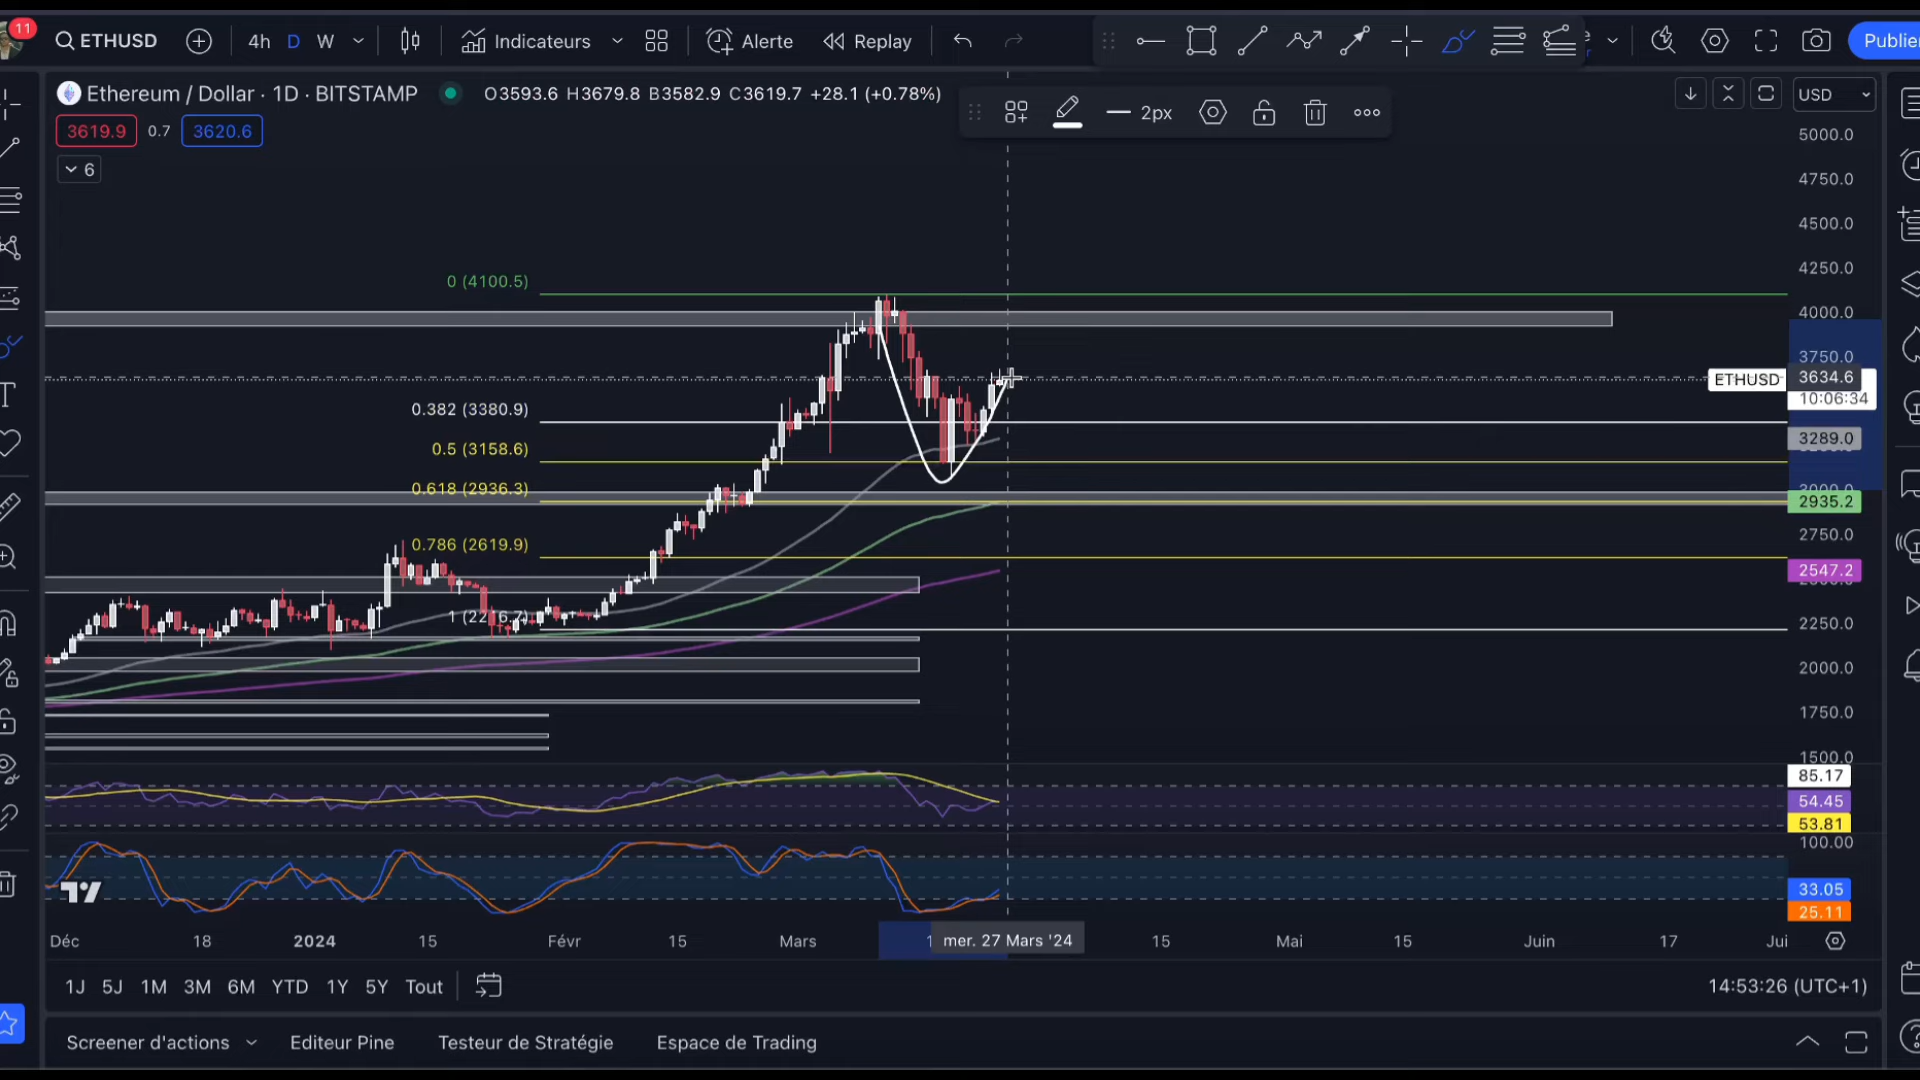 11
ETHUSD
4h D W
Indicateurs
Alerte
Replay
Publier
Ethereum / Dollar · 1D · BITSTAMP
O3593.6 H3679.8 B3582.9 C3619.7 +28.1 (+0.78%)
2px
USD
3619.9 0.7 3620.6
6
5000.0
4750.0
4500.0
4250.0
4000.0
3750.0
ETHUSD 3634.6
10:06:34
3289.0
2935.2
2750.0
2547.2
2250.0
2000.0
1750.0
1500.0
0 (4100.5)
0.382 (3380.9)
0.5 (3158.6)
0.618 (2936.3)
0.786 (2619.9)
85.17
54.45
53.81
100.00
33.05
25.11
Déc 18 2024 15 Févr 15 Mars mer. 27 Mars '24 15 Mai 15 Juin 17 Jui
1J 5J 1M 3M 6M YTD 1Y 5Y Tout
14:53:26 (UTC+1)
Screener d'actions Editeur Pine Testeur de Stratégie Espace de Trading